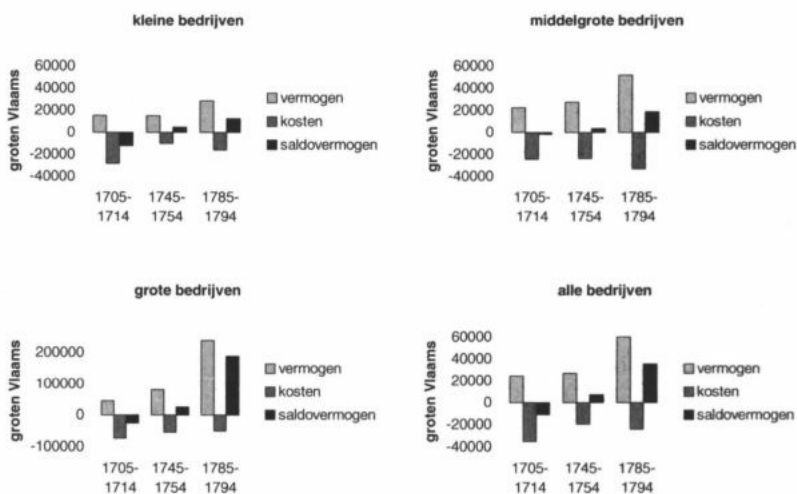 kleine bedrijven
groten Vlaams
60000
40000
20000
0
-20000
-40000
1705-
1714
1745-
1754
1785-
1794
vermogen
kosten
saldovermogen
middelgrote bedrijven
groten Vlaams
60000
40000
20000
0
-20000
-40000
1705-
1714
1745-
1754
1785-
1794
vermogen
kosten
saldovermogen
grote bedrijven
groten Vlaams
200000
100000
0
-100000
1705-
1714
1745-
1754
1785-
1794
vermogen
kosten
saldovermogen
alle bedrijven
groten Vlaams
60000
40000
20000
0
-20000
-40000
1705-
1714
1745-
1754
1785-
1794
vermogen
kosten
saldovermogen